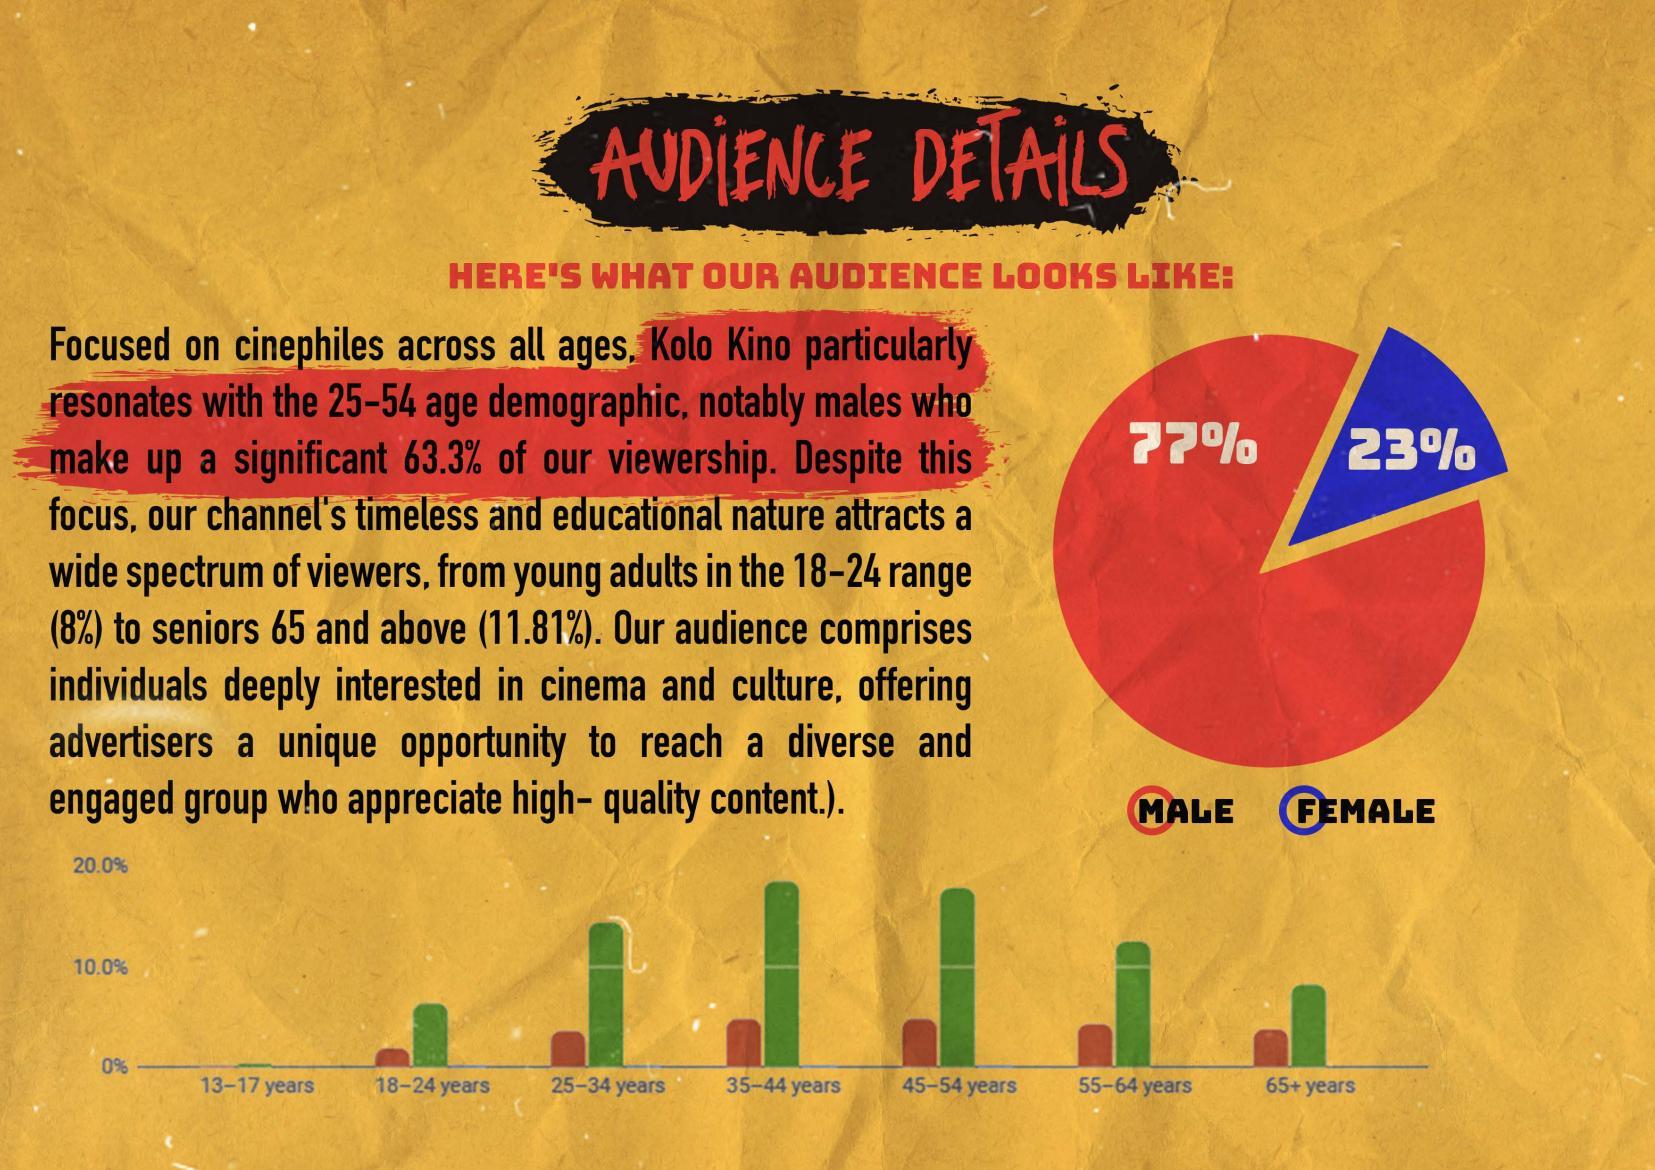 AUDIENCE DETAILS
HERE'S WHAT OUR AUDIENCE LOOKS LIKE:
Focused on cinephiles across all ages, Kolo Kino particularly
resonates with the 25-54 age demographic, notably males who
make up a significant 63.3% of our viewership. Despite this
focus, our channel's timeless and educational nature attracts a
wide spectrum of viewers, from young adults in the 18-24 range
(8%) to seniors 65 and above (11.81%). Our audience comprises
individuals deeply interested in cinema and culture, offering
advertisers a unique opportunity to reach a diverse and
engaged group who appreciate high- quality content.).
77%
23%
MALE
FEMALE
20.0%
10.0%
0%
13–17 years
18–24 years
25–34 years
35–44 years
45–54 years
55–64 years
65+ years